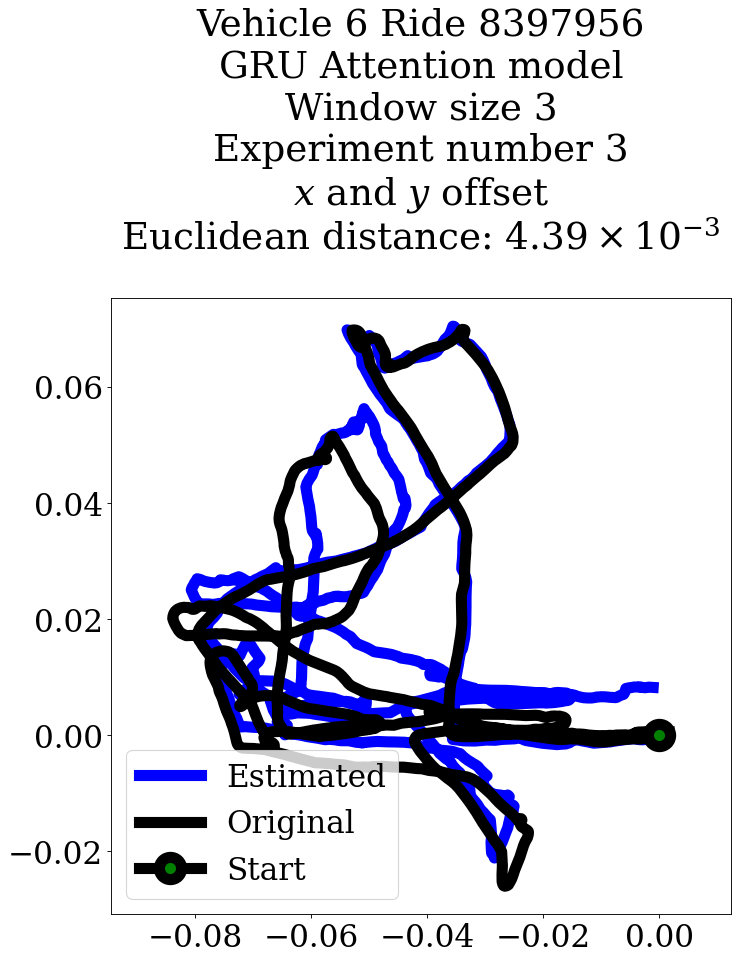 Vehicle 6 Ride 8397956
GRU Attention model
Window size 3
Experiment number 3
x and y offset
Euclidean distance: 4.39 × 10⁻³
0.06
0.04
0.02
0.00
−0.02
Estimated
Original
Start
−0.08 −0.06 −0.04 −0.02 0.00